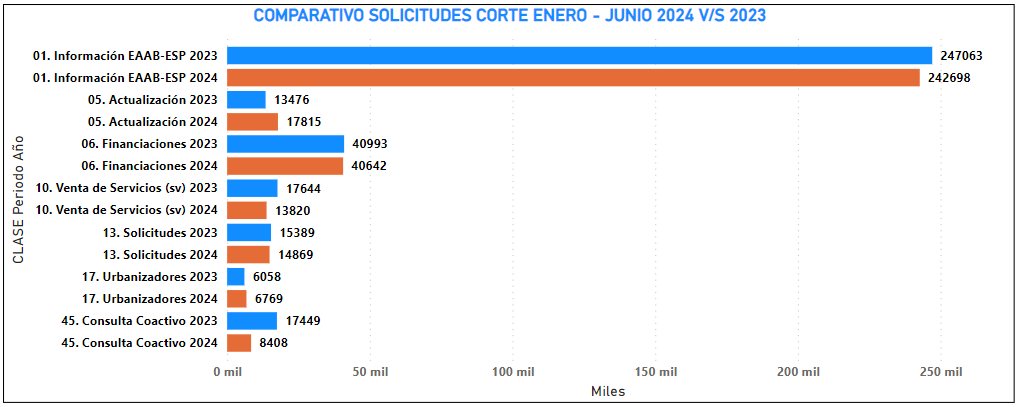 COMPARATIVO SOLICITUDES CORTE ENERO - JUNIO 2024 V/S 2023
CLASE Periodo Año
01. Información EAAB-ESP 2023 247063
01. Información EAAB-ESP 2024 242698
05. Actualización 2023 13476
05. Actualización 2024 17815
06. Financiaciones 2023 40993
06. Financiaciones 2024 40642
10. Venta de Servicios (sv) 2023 17644
10. Venta de Servicios (sv) 2024 13820
13. Solicitudes 2023 15389
13. Solicitudes 2024 14869
17. Urbanizadores 2023 6058
17. Urbanizadores 2024 6769
45. Consulta Coactivo 2023 17449
45. Consulta Coactivo 2024 8408
0 mil 50 mil 100 mil 150 mil 200 mil 250 mil
Miles